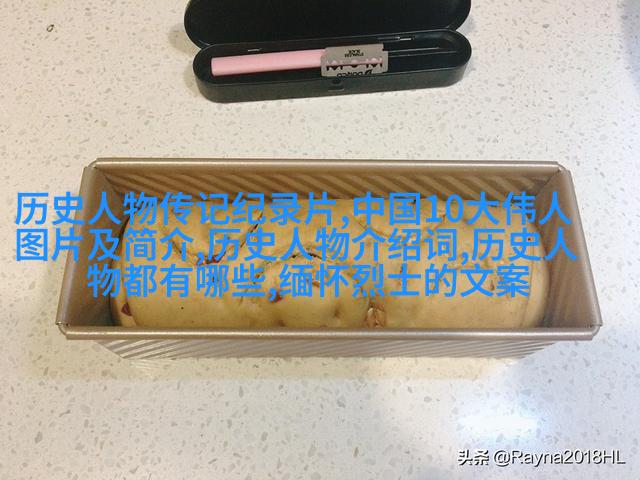 历史人物传记纪录片,中国10大伟人
图片及简介,历史人物介绍词,历史人
物都有哪些,缅怀烈士的文案
头条 @Rayna2018HL